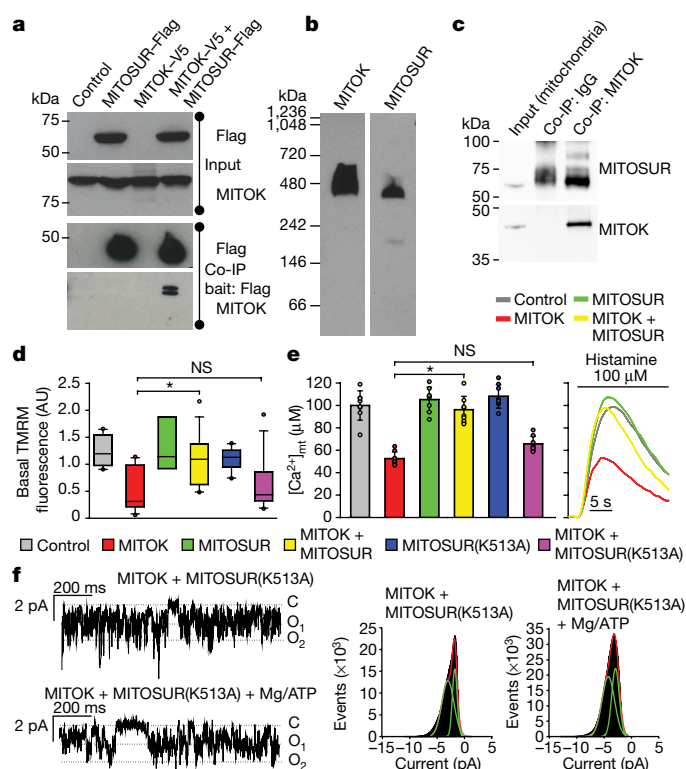 a
Control
MITOSUR–Flag
MITOK–V5
MITOK–V5 +
MITOSUR–Flag
kDa
75
50
Flag
Input
75
MITOK
50
Flag
Co-IP
bait: Flag
MITOK
b
MITOK
MITOSUR
kDa
1,236
1,048
720
480
242
146
66
c
Input (mitochondria)
Co-IP: IgG
Co-IP: MITOK
kDa
100
75
50
MITOSUR
50
35
MITOK
Control
MITOSUR
MITOK
MITOK +
MITOSUR
d
NS
*
2.5
2.0
1.5
1.0
0.5
0
Basal TMRM
fluorescence (AU)
e
NS
*
120
100
80
60
40
20
0
[Ca2+]mt (μM)
Histamine
100 μM
5 s
Control
MITOK
MITOSUR
MITOK +
MITOSUR
MITOSUR(K513A)
MITOK +
MITOSUR(K513A)
f
200 ms
2 pA
MITOK + MITOSUR(K513A)
C
O1
O2
MITOK + MITOSUR(K513A) + Mg/ATP
200 ms
2 pA
C
O1
O2
MITOK +
MITOSUR(K513A)
25
20
15
10
5
0
Events (×10³)
−15
−10
−5
0
5
Current (pA)
MITOK +
MITOSUR(K513A)
+ Mg/ATP
35
30
25
20
15
10
5
0
Events (×10³)
−15
−10
−5
0
5
Current (pA)